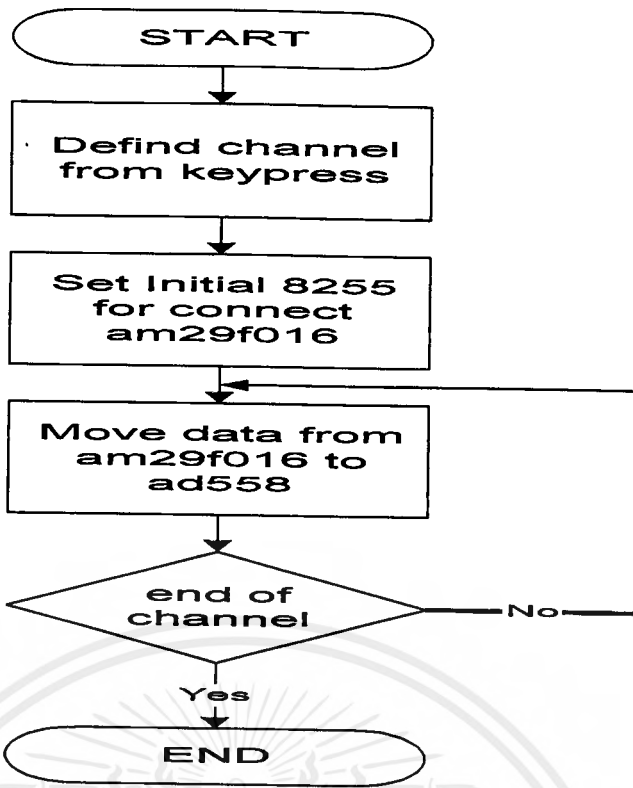 START
Defind channel
from keypress
Set Initial 8255
for connect
am29f016
Move data from
am29f016 to
ad558
end of
channel
No
Yes
END